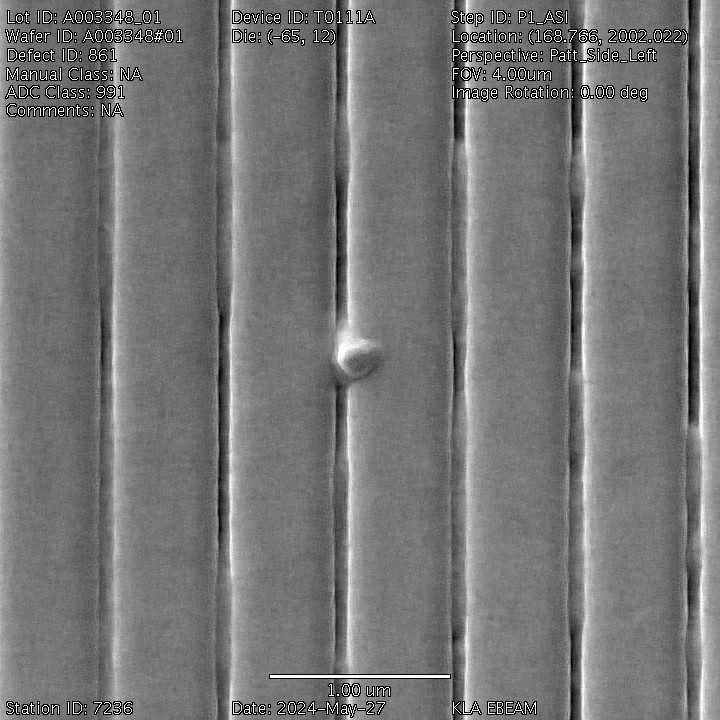 Lot ID: A003348_01 Device ID: T0111A Step ID: P1_ASI
Wafer ID: A003348#01 Die: (-65, 12) Location: (168.766, 2002.022)
Defect ID: 861 Perspective: Patt_Side_Left
Manual Class: NA FOV: 4.00um
ADC Class: 991 Image Rotation: 0.00 deg
Comments: NA
1.00 um
Station ID: 7236 Date: 2024-May-27 KLA EBEAM